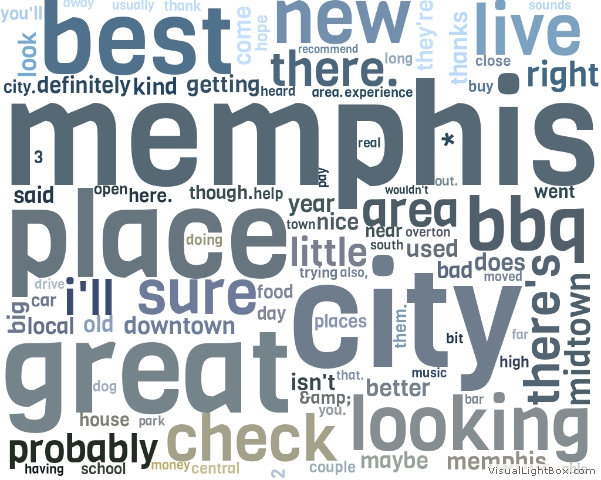 you'll
away
usually
thank
best
come
hope
new
they're
thanks
live
sounds
look
recommend
long
close
there.
right
city.
definitely
kind
getting
heard
area.
experience
buy
memphis
real
*
3
pay
said
open
here.
though.
help
wouldn't
out.
went
place
doing
year
town
nice
area
near
overton
bbq
little
south
used
trying
also,
bad
does
moved
there's
midtown
drive
car
i'll
sure
food
day
city
places
them.
big
local
old
downtown
bit
far
great
dog
isn't
that.
music
high
&amp;
you.
better
bar
house
park
check
looking
probably
having
school
money
central
2
couple
maybe
memphis
able
VisualLightBox.com